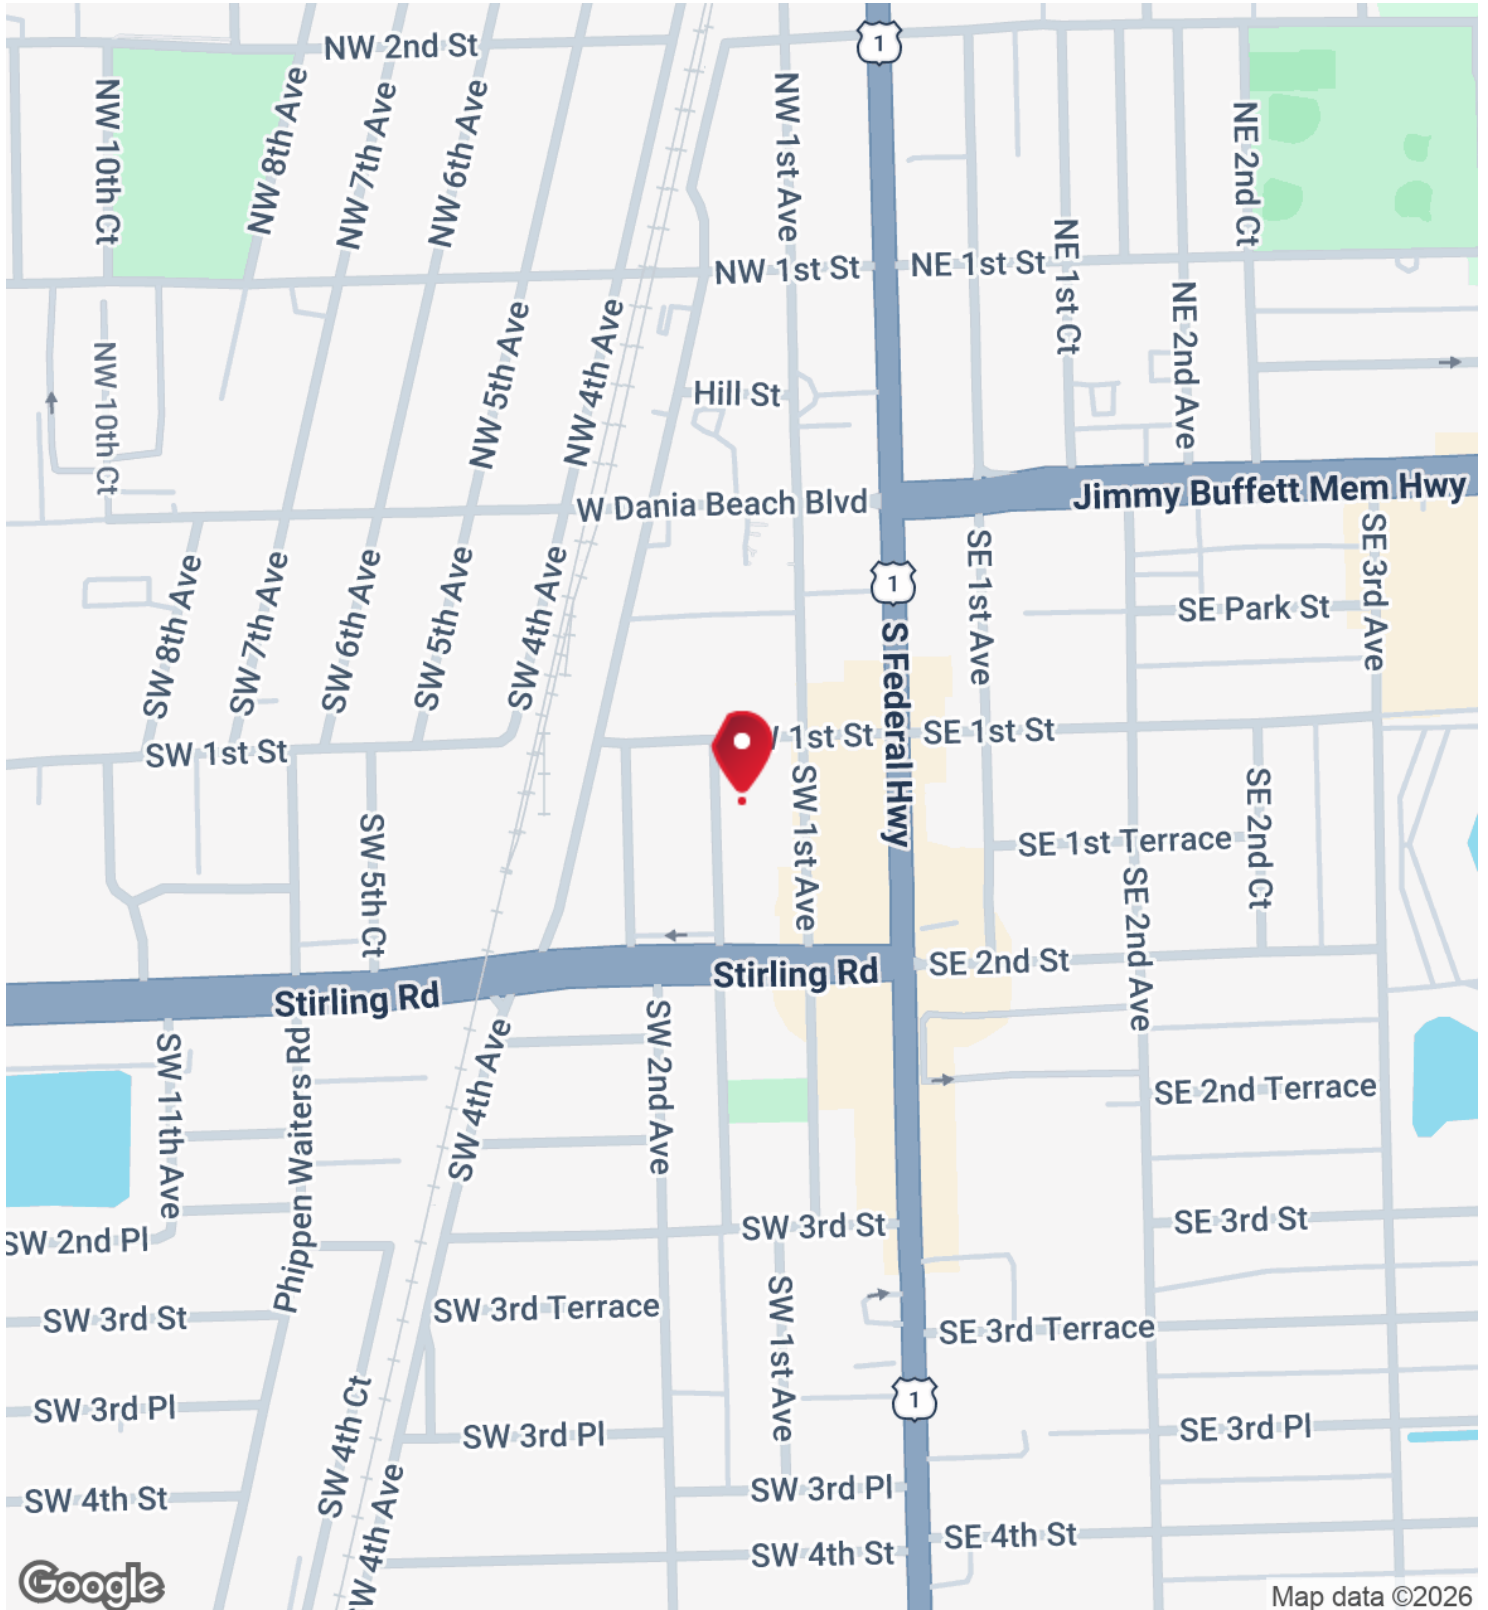 NW 2nd St
1
NW 10th Ct
NW 8th Ave
NW 7th Ave
NW 6th Ave
NW 1st Ave
NE 2nd Ct
NW 1st St
NE 1st St
NE 1st Ct
NE 2nd Ave
NW 10th Ct
NW 5th Ave
NW 4th Ave
Hill St
W Dania Beach Blvd
Jimmy Buffett Mem Hwy
SW 8th Ave
SW 7th Ave
SW 6th Ave
SW 5th Ave
SW 4th Ave
1
SE 1st Ave
SE Park St
SE 3rd Ave
S Federal Hwy
SW 1st St
1st St
SE 1st St
SW 5th Ct
SW 1st Ave
SE 1st Terrace
SE 2nd Ct
SE 2nd Ave
Stirling Rd
Stirling Rd
SE 2nd St
SW 11th Ave
Phippen Waiters Rd
SW 4th Ave
SW 2nd Ave
SE 2nd Terrace
SW 2nd Pl
SW 3rd St
SE 3rd St
SW 3rd St
SW 3rd Terrace
SW 1st Ave
SE 3rd Terrace
SW 3rd Pl
SW 4th Ct
SW 3rd Pl
1
SE 3rd Pl
SW 4th St
SW 4th Ave
SW 3rd Pl
SW 4th St
SE 4th St
Google
Map data ©2026